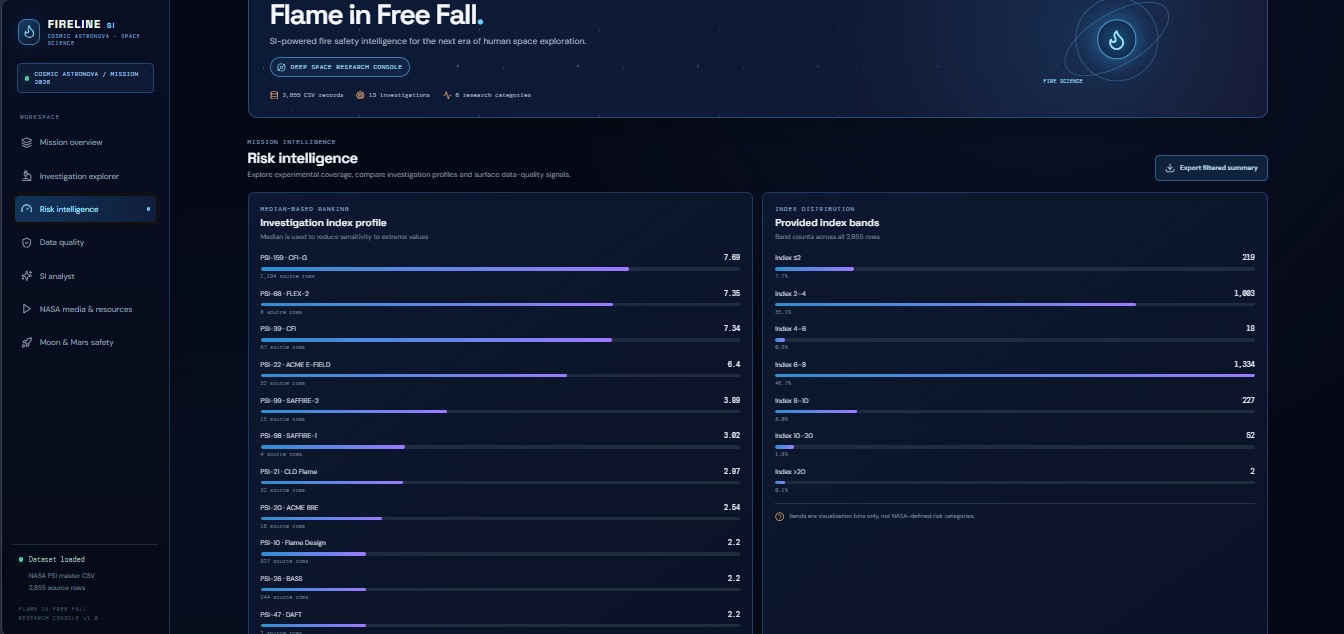 FIRELINE SI
COSMIC ASTRONOVA · SPACE
SCIENCE
COSMIC ASTRONOVA / MISSION
2026
WORKSPACE
Mission overview
Investigation explorer
Risk intelligence
Data quality
SI analyst
NASA media & resources
Moon & Mars safety
Dataset loaded
NASA PSI master CSV
2,855 source rows
FLAME IN FREE FALL
RESEARCH CONSOLE v1.0
Flame in Free Fall.
SI-powered fire safety intelligence for the next era of human space exploration.
DEEP SPACE RESEARCH CONSOLE
2,855 CSV records
13 investigations
6 research categories
FIRE SCIENCE
MISSION INTELLIGENCE
Risk intelligence
Explore experimental coverage, compare investigation profiles and surface data-quality signals.
Export filtered summary
MEDIAN-BASED RANKING
Investigation index profile
Median is used to reduce sensitivity to extreme values
PSI-159 · CFI-G 7.69
1,194 source rows
PSI-68 · FLEX-2 7.35
8 source rows
PSI-39 · CFI 7.34
87 source rows
PSI-22 · ACME E-FIELD 6.4
32 source rows
PSI-99 · SAFFIRE-2 3.89
15 source rows
PSI-98 · SAFFIRE-1 3.02
4 source rows
PSI-21 · CLD Flame 2.97
33 source rows
PSI-20 · ACME BRE 2.54
18 source rows
PSI-10 · Flame Design 2.2
927 source rows
PSI-26 · BASS 2.2
244 source rows
PSI-47 · DAFT 2.2
source rows
INDEX DISTRIBUTION
Provided index bands
Band counts across all 2,855 rows
Index ≤2 219
7.7%
Index 2–4 1,003
35.1%
Index 4–6 18
0.6%
Index 6–8 1,334
46.7%
Index 8–10 227
8.0%
Index 10–20 52
1.8%
Index >20 2
0.1%
Bands are visualization bins only, not NASA-defined risk categories.